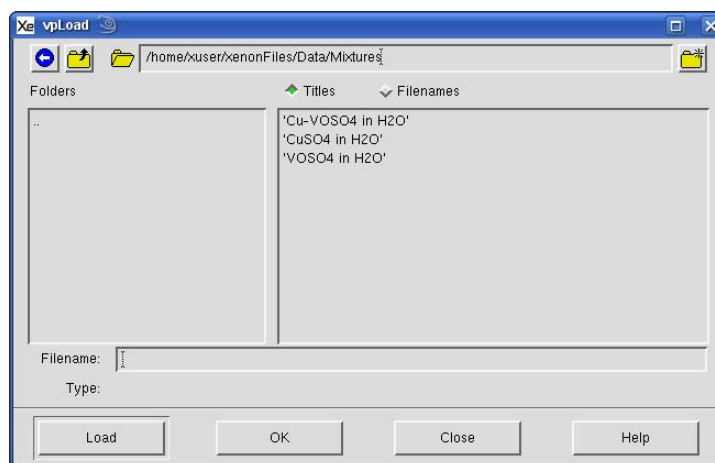 Xe vpLoad
/home/xuser/xenonFiles/Data/Mixtures
Folders
Titles
Filenames
..
'Cu-VOSO4 in H2O'
'CuSO4 in H2O'
'VOSO4 in H2O'
Filename:
Type:
Load
OK
Close
Help